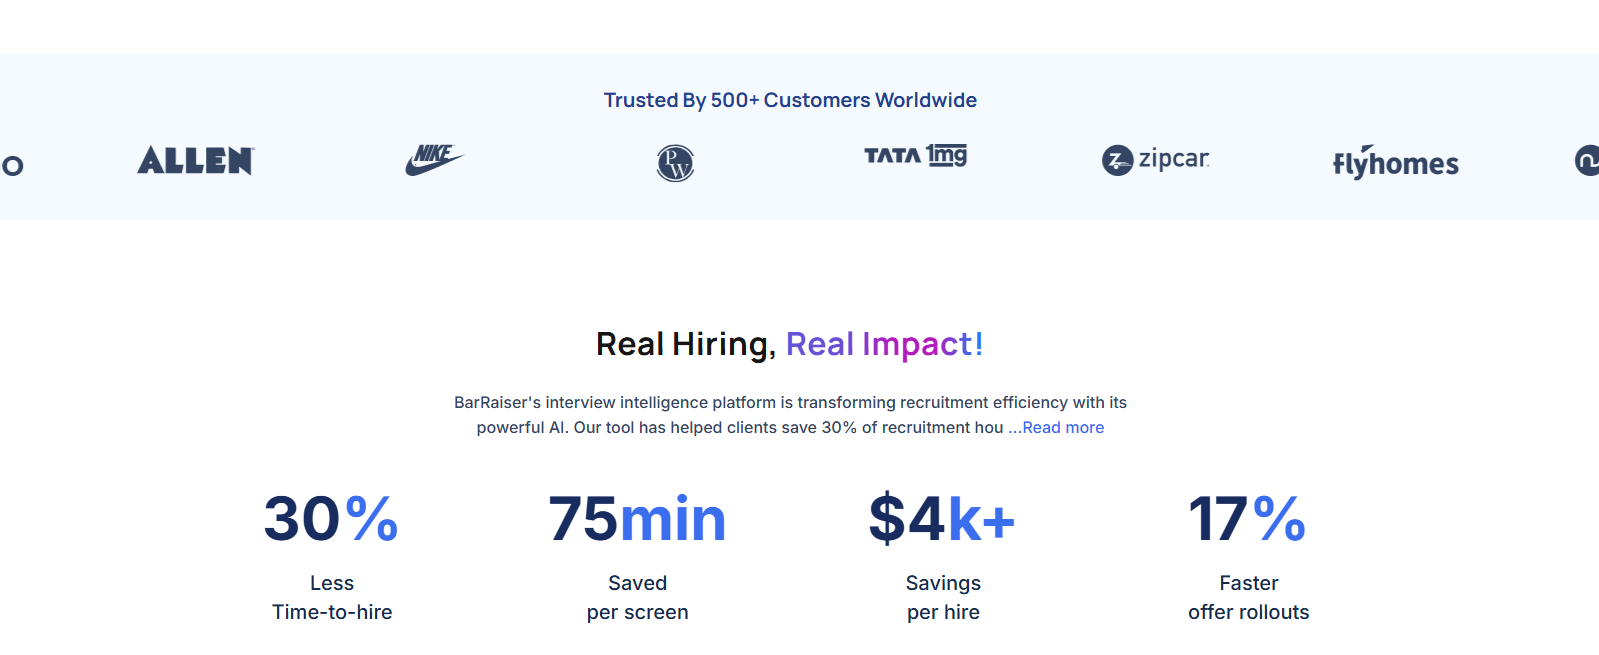 Trusted By 500+ Customers Worldwide
ALLEN NIKE PW TATA 1mg zipcar flyhomes
Real Hiring, Real Impact!
BarRaiser's interview intelligence platform is transforming recruitment efficiency with its
powerful AI. Our tool has helped clients save 30% of recruitment hou ...Read more
30% 75min $4k+ 17%
Less Saved Savings Faster
Time-to-hire per screen per hire offer rollouts